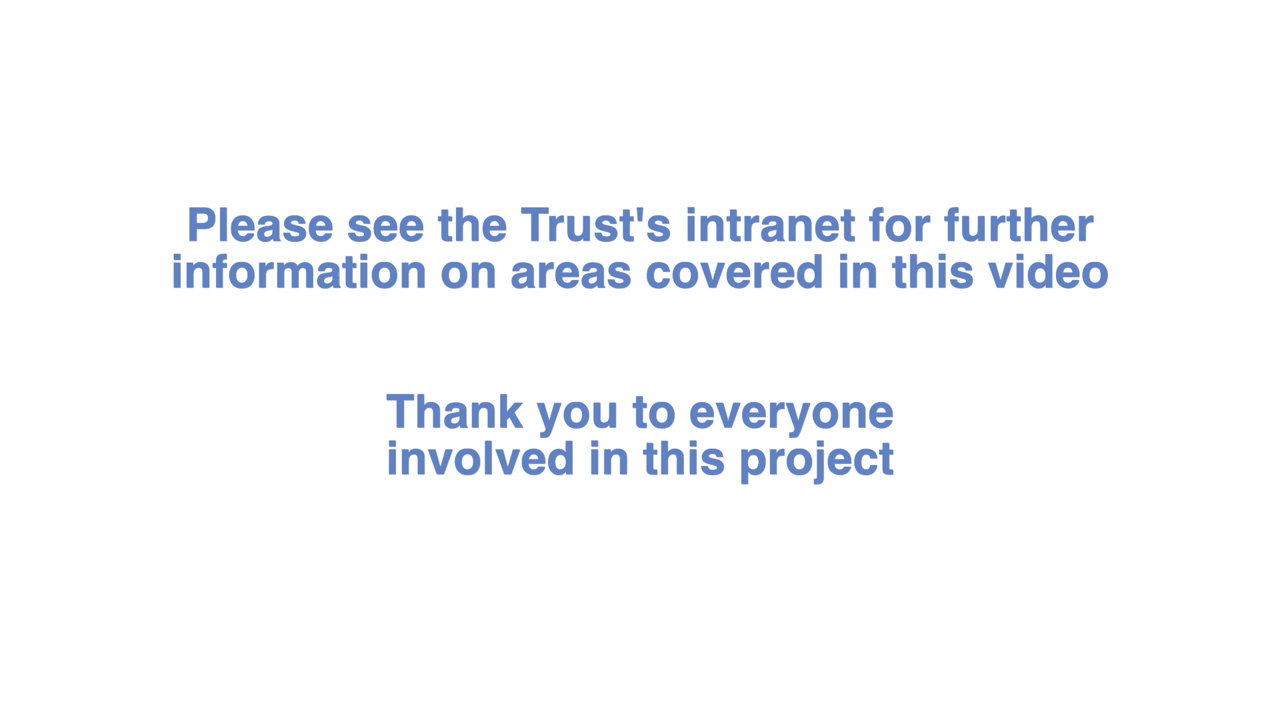 Please see the Trust's intranet for further
information on areas covered in this video
Thank you to everyone
involved in this project